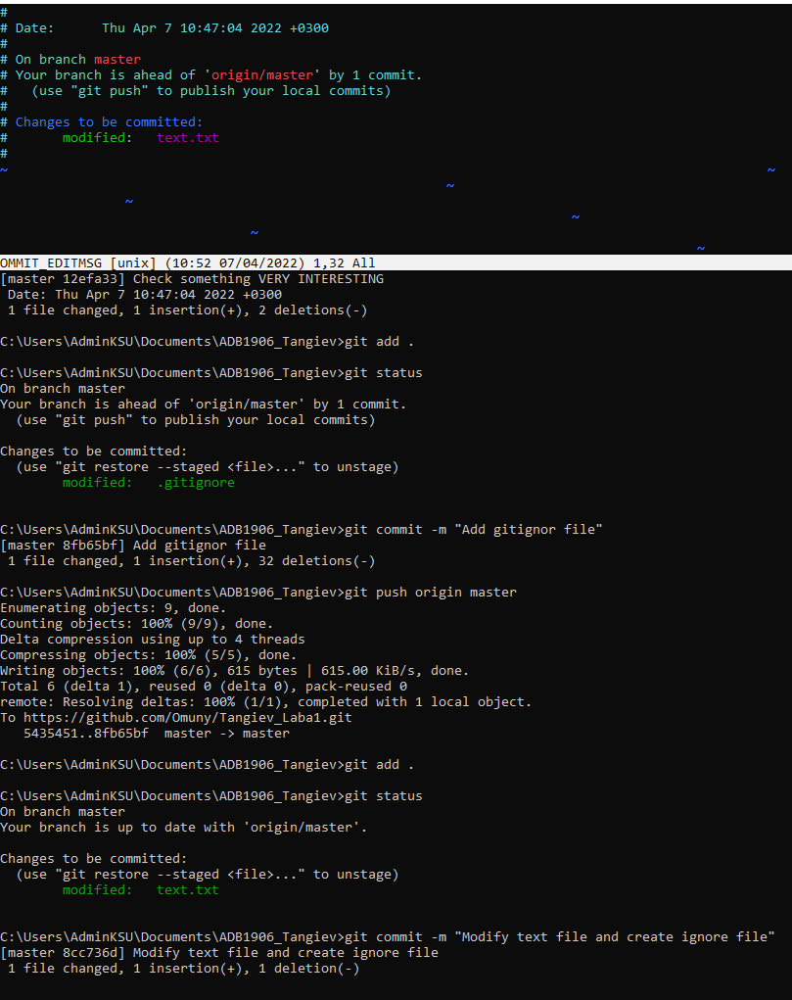 #
# Date:      Thu Apr 7 10:47:04 2022 +0300
#
# On branch master
# Your branch is ahead of 'origin/master' by 1 commit.
#   (use "git push" to publish your local commits)
#
# Changes to be committed:
#       modified:   text.txt
#
~ ~
~
~
~
~
~
OMMIT_EDITMSG [unix] (10:52 07/04/2022) 1,32 All
[master 12efa33] Check something VERY INTERESTING
 Date: Thu Apr 7 10:47:04 2022 +0300
 1 file changed, 1 insertion(+), 2 deletions(-)
C:\Users\AdminKSU\Documents\ADB1906_Tangiev>git add .
C:\Users\AdminKSU\Documents\ADB1906_Tangiev>git status
On branch master
Your branch is ahead of 'origin/master' by 1 commit.
  (use "git push" to publish your local commits)
Changes to be committed:
  (use "git restore --staged <file>..." to unstage)
        modified:   .gitignore
C:\Users\AdminKSU\Documents\ADB1906_Tangiev>git commit -m "Add gitignor file"
[master 8fb65bf] Add gitignor file
 1 file changed, 1 insertion(+), 32 deletions(-)
C:\Users\AdminKSU\Documents\ADB1906_Tangiev>git push origin master
Enumerating objects: 9, done.
Counting objects: 100% (9/9), done.
Delta compression using up to 4 threads
Compressing objects: 100% (5/5), done.
Writing objects: 100% (6/6), 615 bytes | 615.00 KiB/s, done.
Total 6 (delta 1), reused 0 (delta 0), pack-reused 0
remote: Resolving deltas: 100% (1/1), completed with 1 local object.
To https://github.com/Omuny/Tangiev_Laba1.git
   5435451..8fb65bf  master -> master
C:\Users\AdminKSU\Documents\ADB1906_Tangiev>git add .
C:\Users\AdminKSU\Documents\ADB1906_Tangiev>git status
On branch master
Your branch is up to date with 'origin/master'.
Changes to be committed:
  (use "git restore --staged <file>..." to unstage)
        modified:   text.txt
C:\Users\AdminKSU\Documents\ADB1906_Tangiev>git commit -m "Modify text file and create ignore file"
[master 8cc736d] Modify text file and create ignore file
 1 file changed, 1 insertion(+), 1 deletion(-)